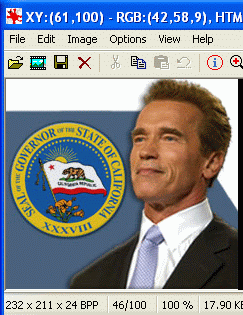 XY:(61,100) - RGB:(42,58,9), HTM
File Edit Image Options View Help
SEAL OF THE GOVERNOR OF THE STATE OF CALIFORNIA
CALIFORNIA REPUBLIC
XXXVIII
232 x 211 x 24 BPP 46/100 100 % 17.90 KB